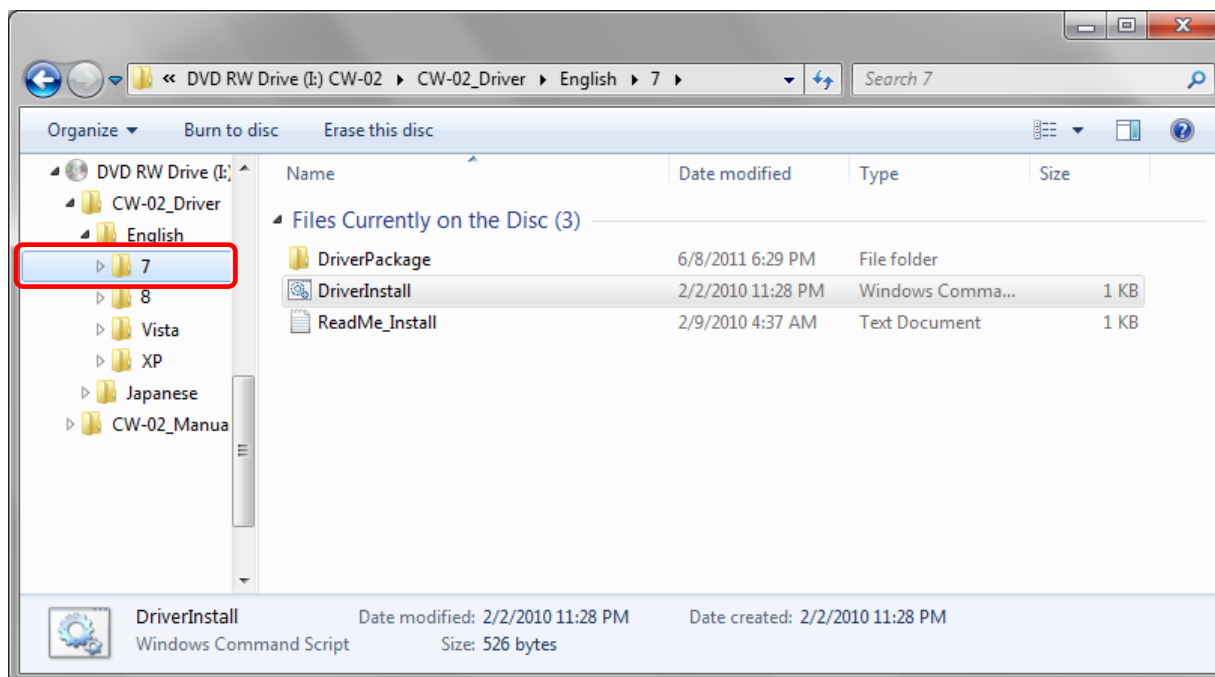 « DVD RW Drive (I:) CW-02 ▸ CW-02_Driver ▸ English ▸ 7 ▸ Search 7
Organize Burn to disc Erase this disc
DVD RW Drive (I:)
CW-02_Driver
English
7
8
Vista
XP
Japanese
CW-02_Manua
Name Date modified Type Size
Files Currently on the Disc (3)
DriverPackage 6/8/2011 6:29 PM File folder
DriverInstall 2/2/2010 11:28 PM Windows Comma... 1 KB
ReadMe_Install 2/9/2010 4:37 AM Text Document 1 KB
DriverInstall Date modified: 2/2/2010 11:28 PM Date created: 2/2/2010 11:28 PM
Windows Command Script Size: 526 bytes